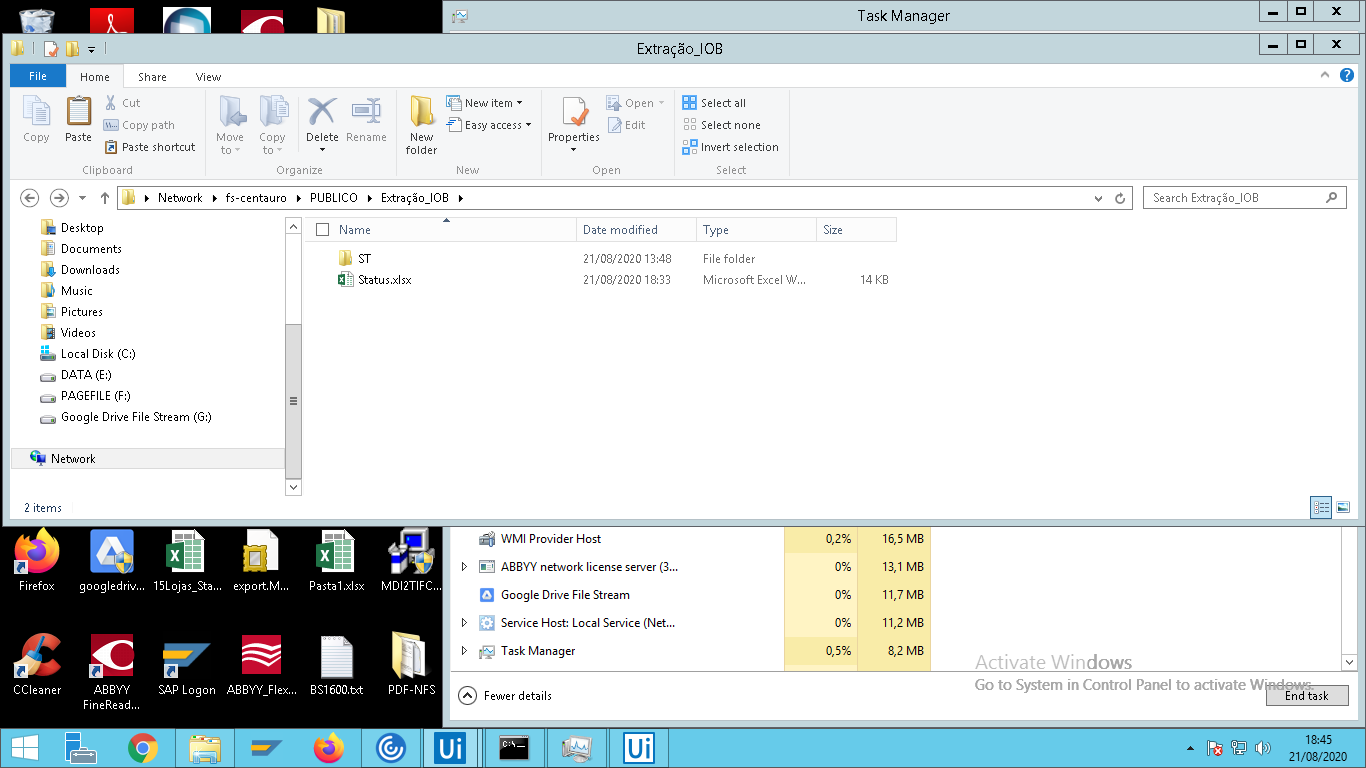 Task Manager
Extração_IOB
File
Home
Share
View
Copy
Paste
Cut
Copy path
Paste shortcut
Clipboard
Move to
Copy to
Delete
Rename
Organize
New folder
New item
Easy access
New
Properties
Open
Edit
Open
Select all
Select none
Invert selection
Select
Network
fs-centauro
PUBLICO
Extração_IOB
Search Extração_IOB
Desktop
Documents
Downloads
Music
Pictures
Videos
Local Disk (C:)
DATA (E:)
PAGEFILE (F:)
Google Drive File Stream (G:)
Network
Name Date modified Type Size
ST 21/08/2020 13:48 File folder
Status.xlsx 21/08/2020 18:33 Microsoft Excel W... 14 KB
2 items
Firefox
googledriv...
15Lojas_Sta...
export.M...
Pasta1.xlsx
MDI2TIFC...
CCleaner
ABBYY
FineRead...
SAP Logon
ABBYY_Flex...
BS1600.txt
PDF-NFS
WMI Provider Host 0,2% 16,5 MB
ABBYY network license server (3... 0% 13,1 MB
Google Drive File Stream 0% 11,7 MB
Service Host: Local Service (Net... 0% 11,2 MB
Task Manager 0,5% 8,2 MB
Activate Windows
Go to System in Control Panel to activate Windows.
Fewer details
End task
Ui
C:\.
Ui
18:45
21/08/2020